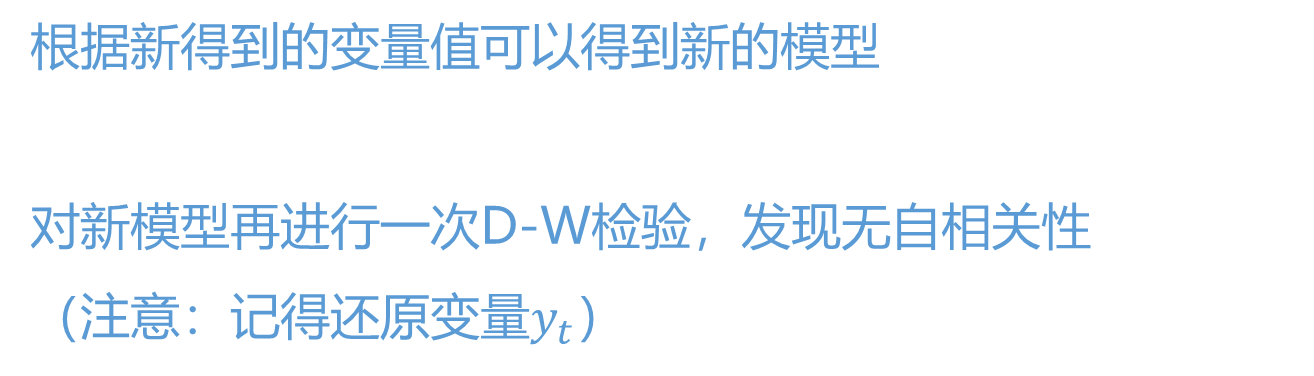 根据新得到的变量值可以得到新的模型
对新模型再进行一次D-W检验，发现无自相关性
（注意：记得还原变量$y_t$）